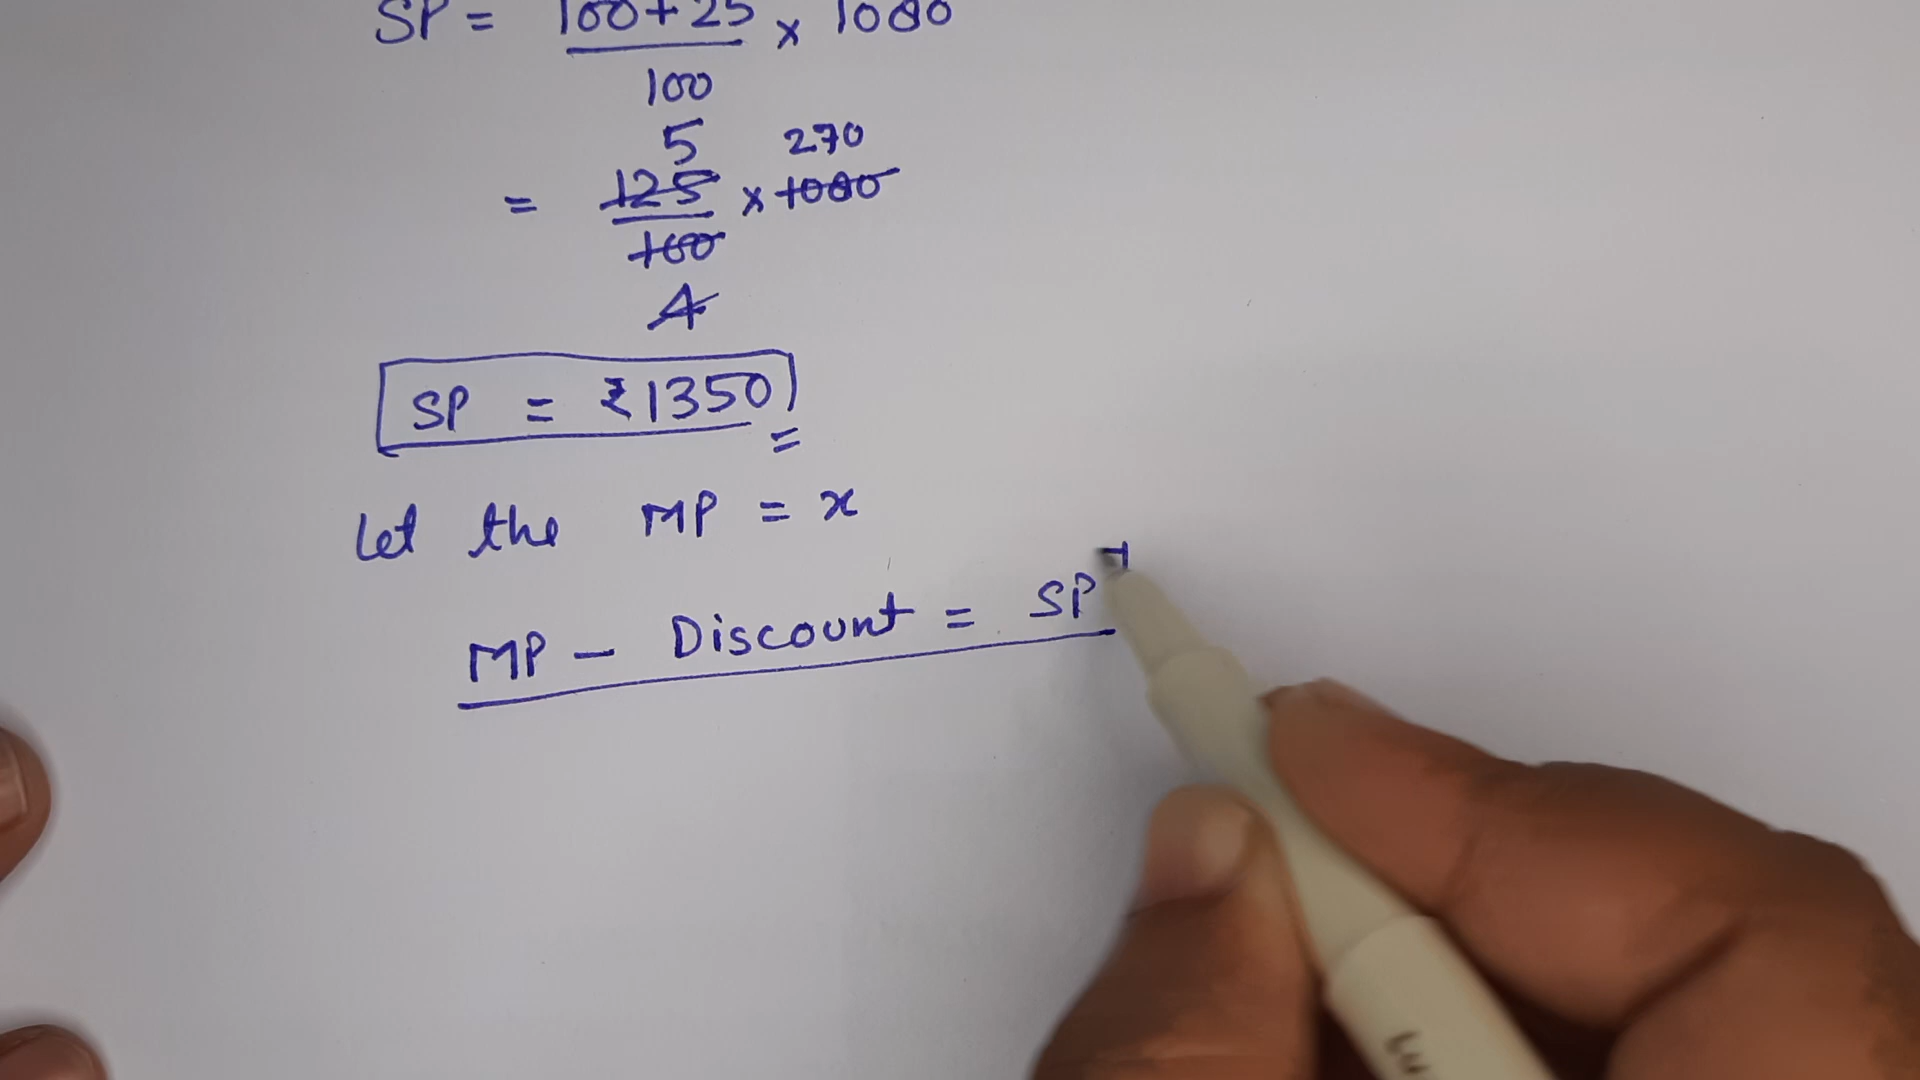 SP = 100+25 x 1080
100
5 270
= 125 x 1080
100
4
SP = ₹1350
=
Let the MP = x
MP - Discount = SP